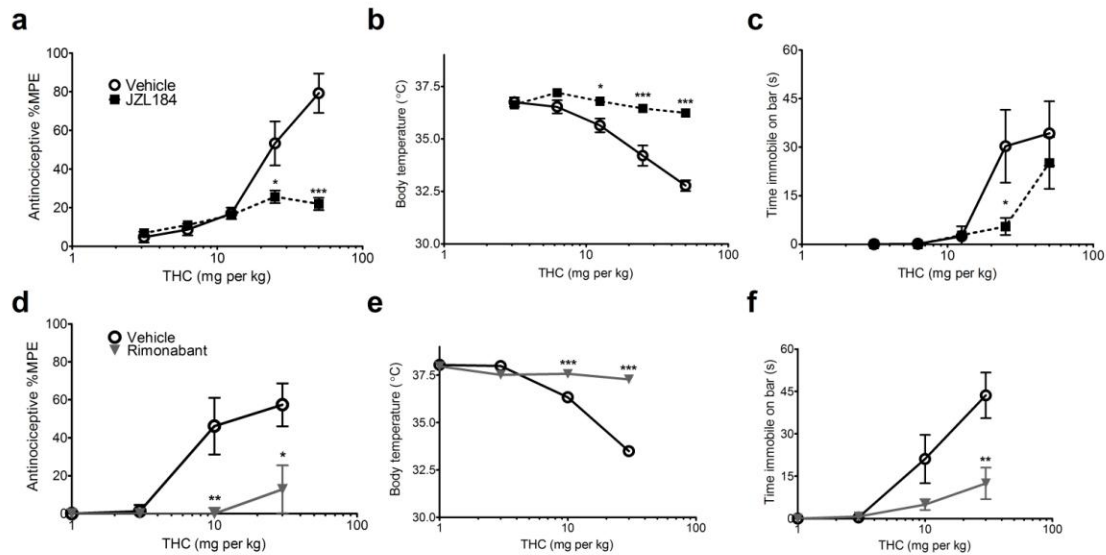 a
Antinociceptive %MPE
100
80
60
40
20
0
Vehicle
JZL184
*
***
1
10
100
THC (mg per kg)
b
Body temperature (°C)
37.5
35.0
32.5
30.0
*
***
***
1
10
100
THC (mg per kg)
c
Time immobile on bar (s)
60
45
30
15
0
*
1
10
100
THC (mg per kg)
d
Antinociceptive %MPE
100
80
60
40
20
0
Vehicle
Rimonabant
**
*
1
10
100
THC (mg per kg)
e
Body temperature (°C)
37.5
35.0
32.5
30.0
***
***
1
10
100
THC (mg per kg)
f
Time immobile on bar (s)
60
45
30
15
0
**
1
10
100
THC (mg per kg)